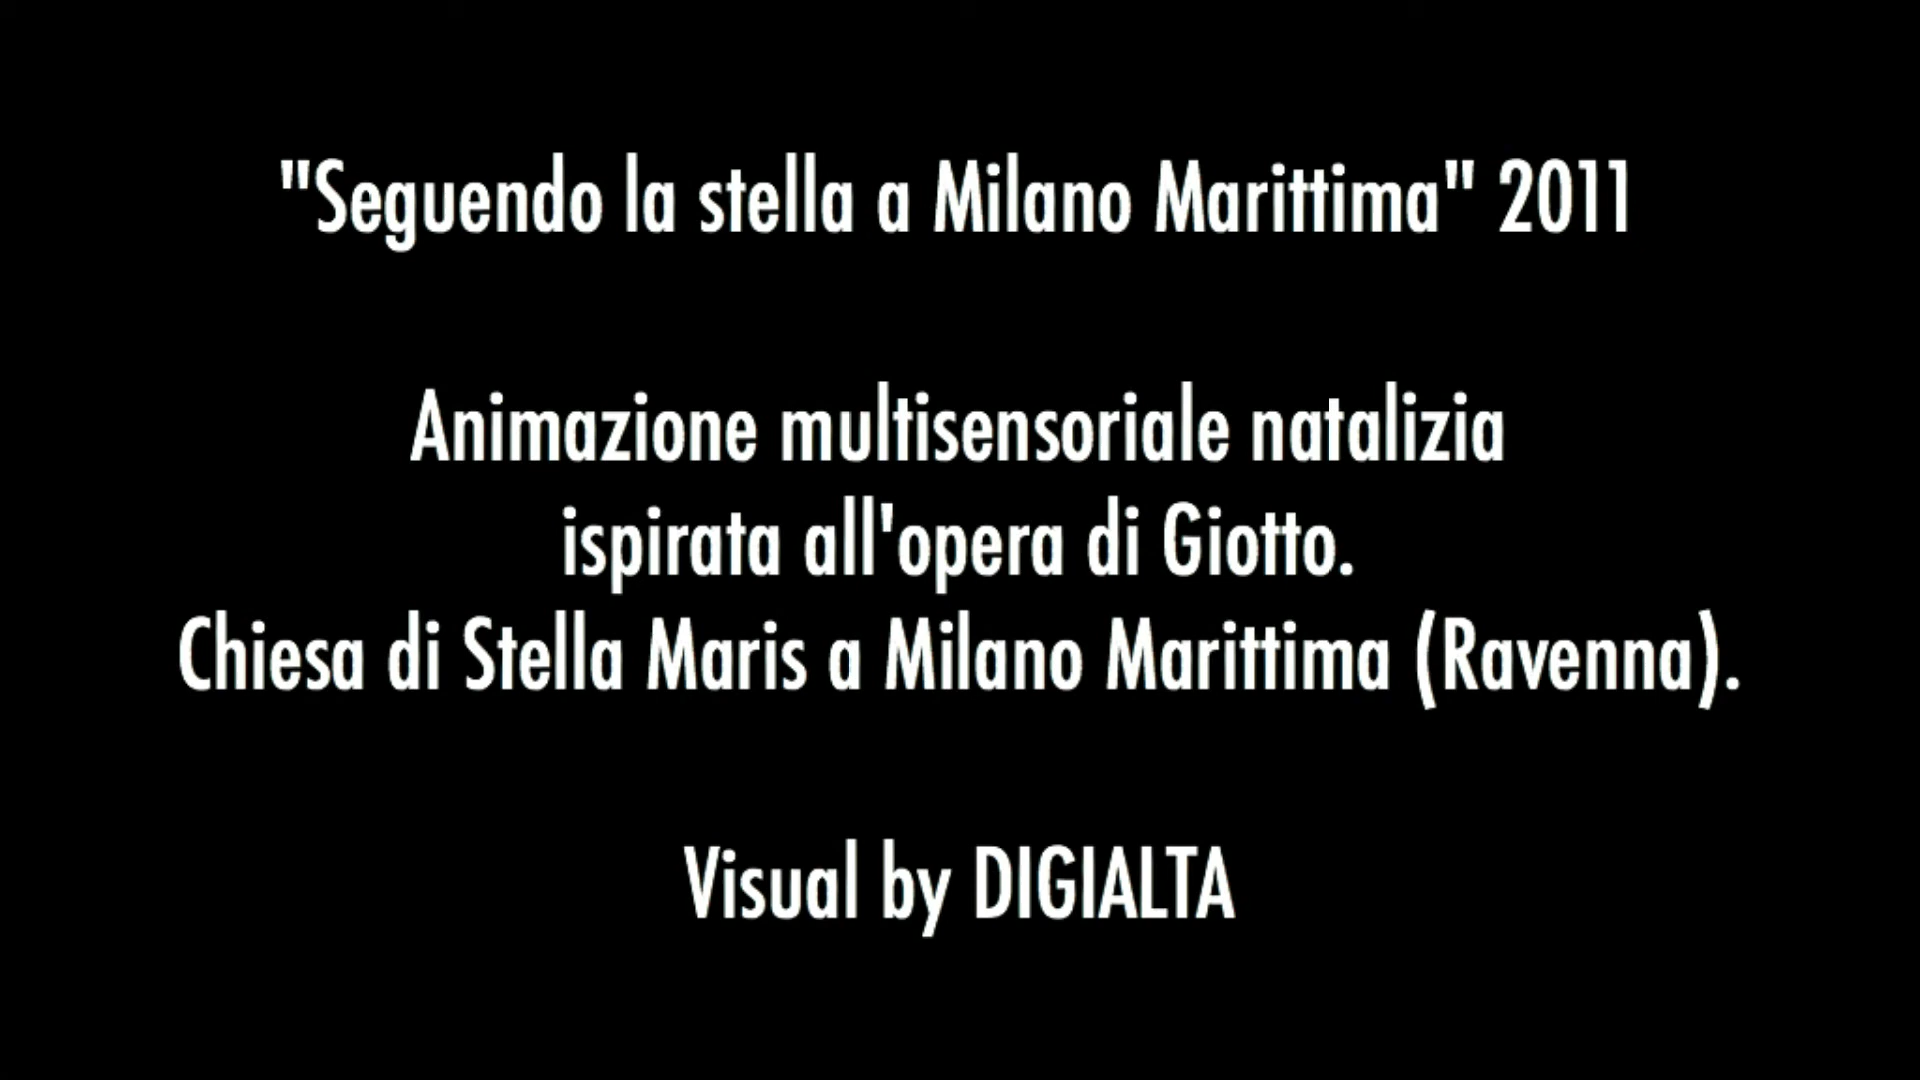 "Seguendo la stella a Milano Marittima" 2011
Animazione multisensoriale natalizia
ispirata all'opera di Giotto.
Chiesa di Stella Maris a Milano Marittima (Ravenna).
Visual by DIGIALTA